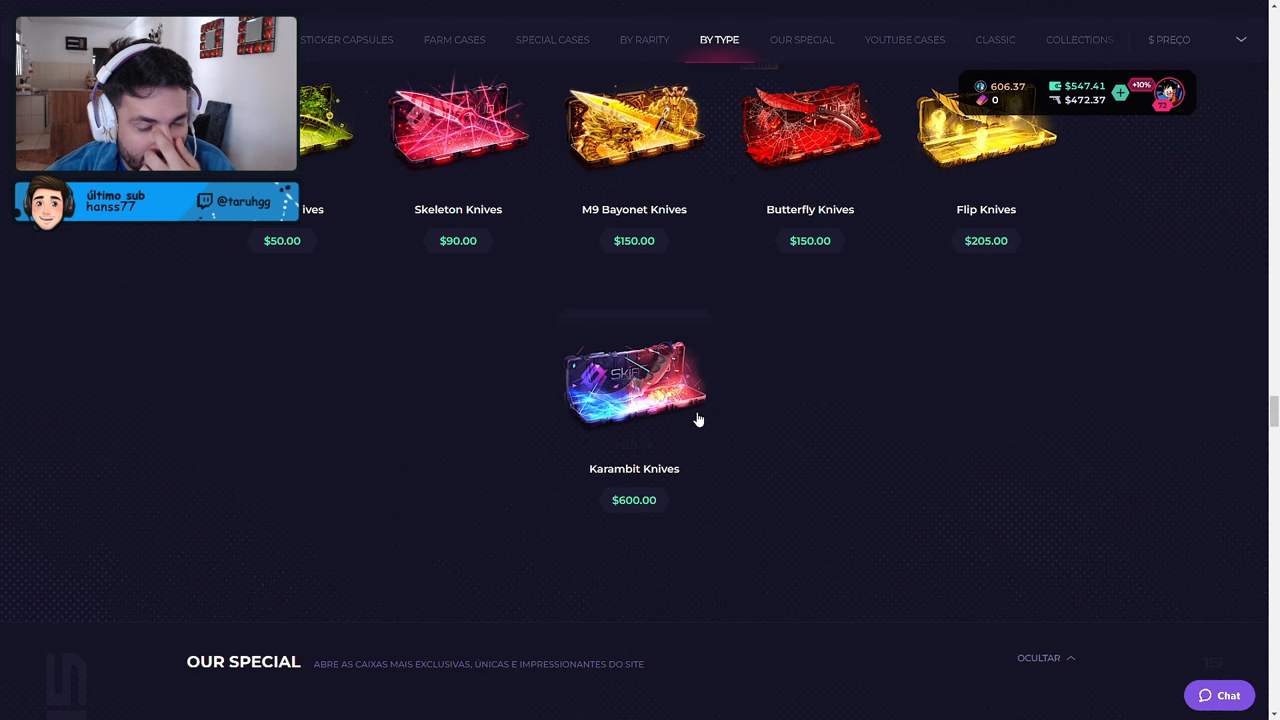 STICKER CAPSULES FARM CASES SPECIAL CASES BY RARITY BY TYPE OUR SPECIAL YOUTUBE CASES CLASSIC COLLECTIONS $ PREÇO
606.37 $547.41 +10%
0 $472.37 72
último sub
hanss77
@taruhgg
ives Skeleton Knives M9 Bayonet Knives Butterfly Knives Flip Knives
$50.00 $90.00 $150.00 $150.00 $205.00
Karambit Knives
$600.00
OUR SPECIAL ABRE AS CAIXAS MAIS EXCLUSIVAS, ÚNICAS E IMPRESSIONANTES DO SITE OCULTAR
Chat